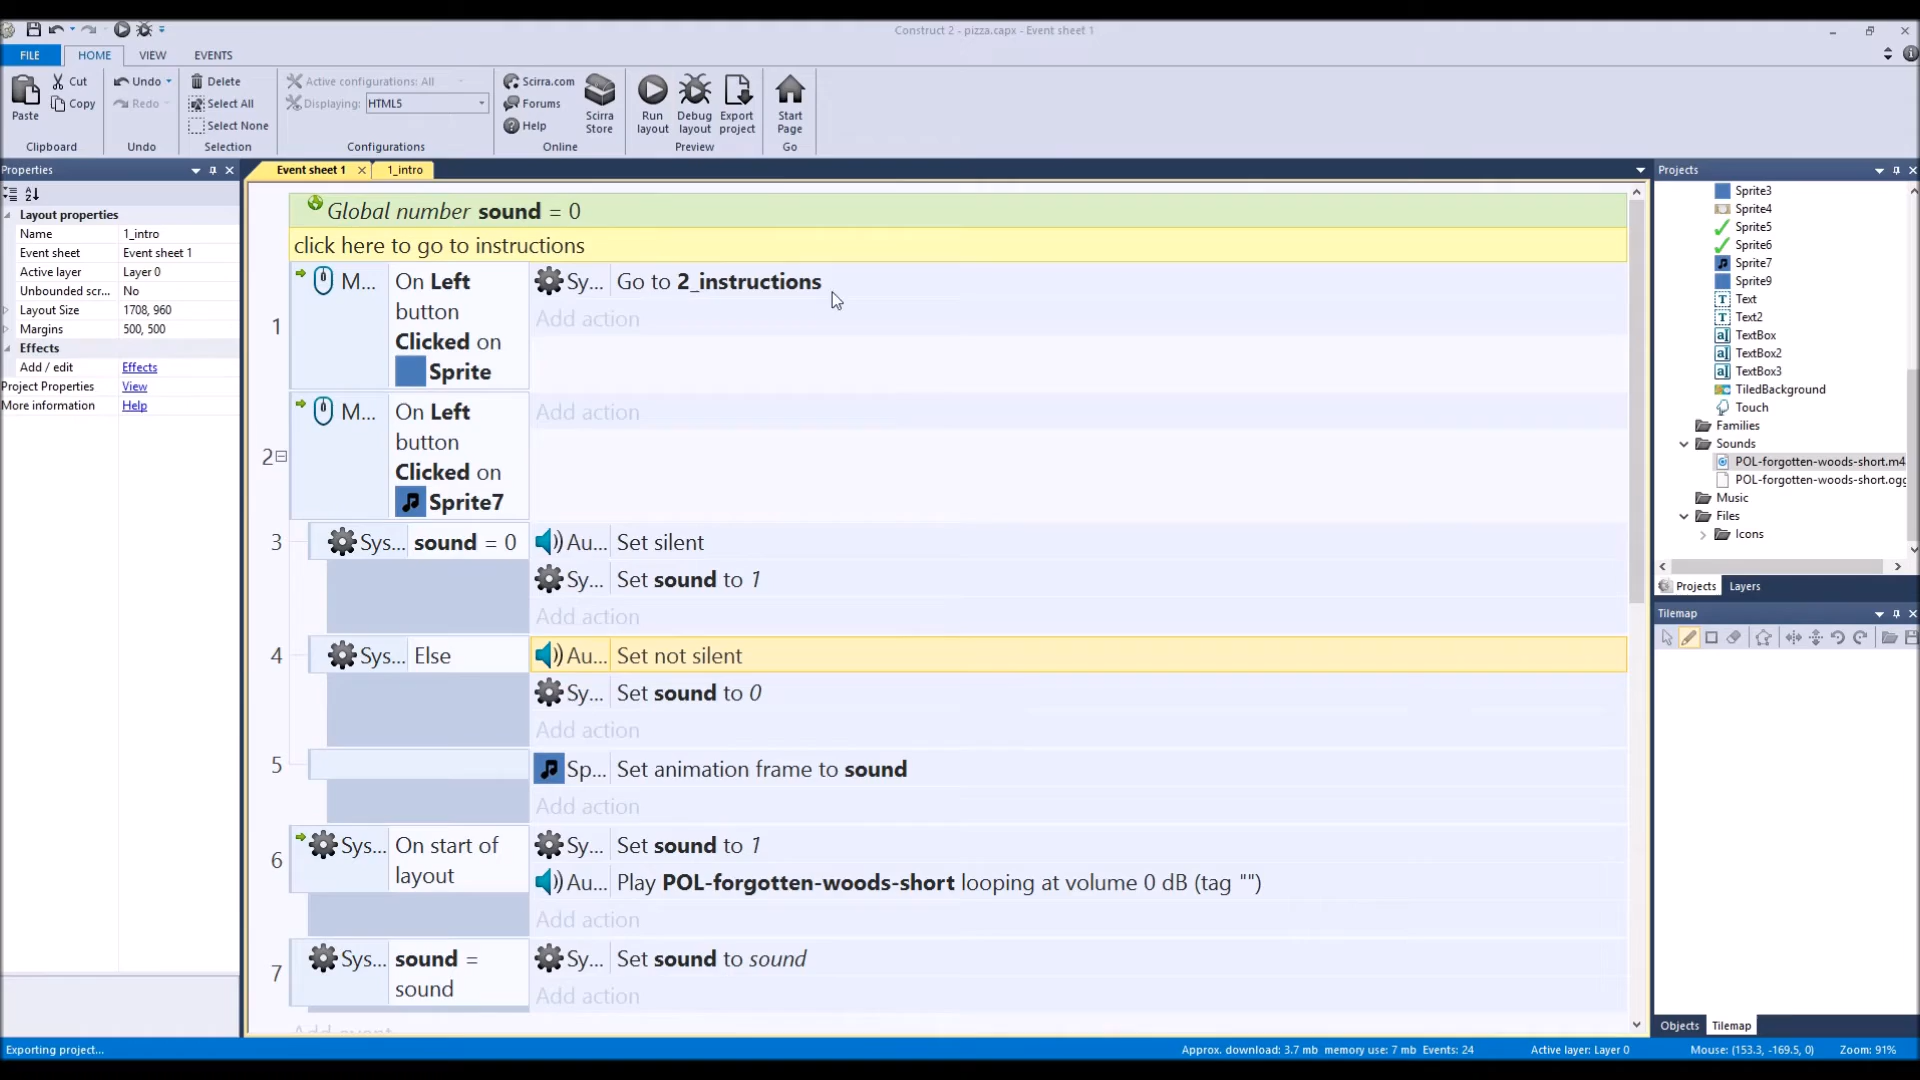 Construct 2 - pizza.capx - Event sheet 1
FILE HOME VIEW EVENTS
Paste
Cut
Copy
Clipboard
Undo
Redo
Undo
Delete
Select All
Select None
Selection
Active configurations: All
Displaying: HTML5
Configurations
Scirra.com
Forums
Help
Scirra Store
Online
Run layout
Debug layout
Export project
Preview
Start Page
Go
Properties
Layout properties
Name 1_intro
Event sheet Event sheet 1
Active layer Layer 0
Unbounded scr... No
Layout Size 1708, 960
Margins 500, 500
Effects
Add / edit Effects
Project Properties View
More information Help
Event sheet 1
1_intro
Global number sound = 0
click here to go to instructions
1
M...
On Left
button
Clicked on
Sprite
Sy... Go to 2_instructions
Add action
2
M...
On Left
button
Clicked on
Sprite7
Add action
3 Sys... sound = 0 Au... Set silent
Sy... Set sound to 1
Add action
4 Sys... Else Au... Set not silent
Sy... Set sound to 0
Add action
5 Sp... Set animation frame to sound
Add action
6 Sys... On start of
layout
Sy... Set sound to 1
Au... Play POL-forgotten-woods-short looping at volume 0 dB (tag "")
Add action
7 Sys... sound =
sound
Sy... Set sound to sound
Add action
Add event
Projects
Sprite3
Sprite4
Sprite5
Sprite6
Sprite7
Sprite9
Text
Text2
TextBox
TextBox2
TextBox3
TiledBackground
Touch
Families
Sounds
POL-forgotten-woods-short.m4
POL-forgotten-woods-short.ogg
Music
Files
Icons
Projects Layers
Tilemap
Objects Tilemap
Exporting project...
Approx. download: 3.7 mb memory use: 7 mb Events: 24
Active layer: Layer 0
Mouse: (153.3, -169.5, 0)
Zoom: 91%